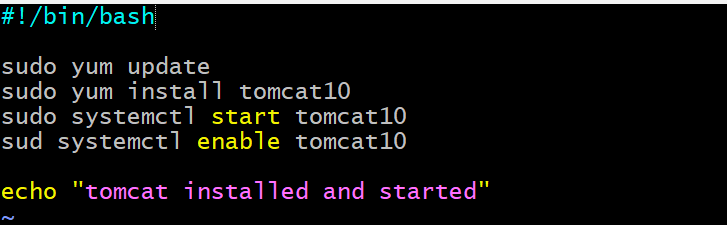 #!/bin/bash
sudo yum update
sudo yum install tomcat10
sudo systemctl start tomcat10
sud systemctl enable tomcat10
echo "tomcat installed and started"
~